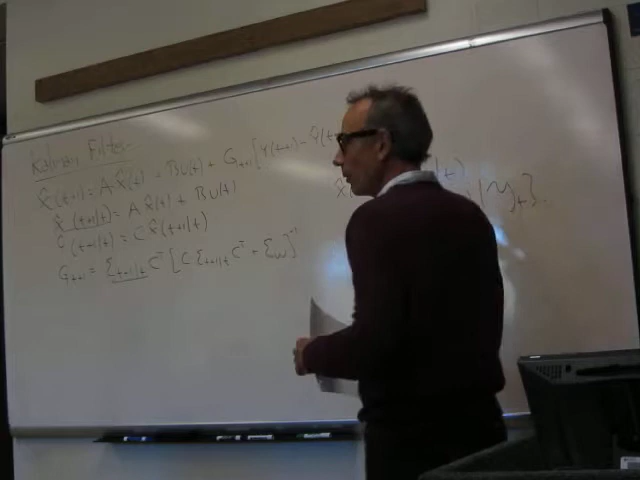 Kalman Filter
X̂(t+1) = A X̂(t) + BU(t) + G_{t+1}[Y(t+1) - Ŷ(t+
X̂(t+1|t) = A X̂(t) + BU(t)
Ŷ(t+1|t) = C X̂(t+1|t)
G_{t+1} = Σ_{t+1|t} C^T [C Σ_{t+1|t} C^T + Σ_w]^{-1}
|t)
|Y_t}.